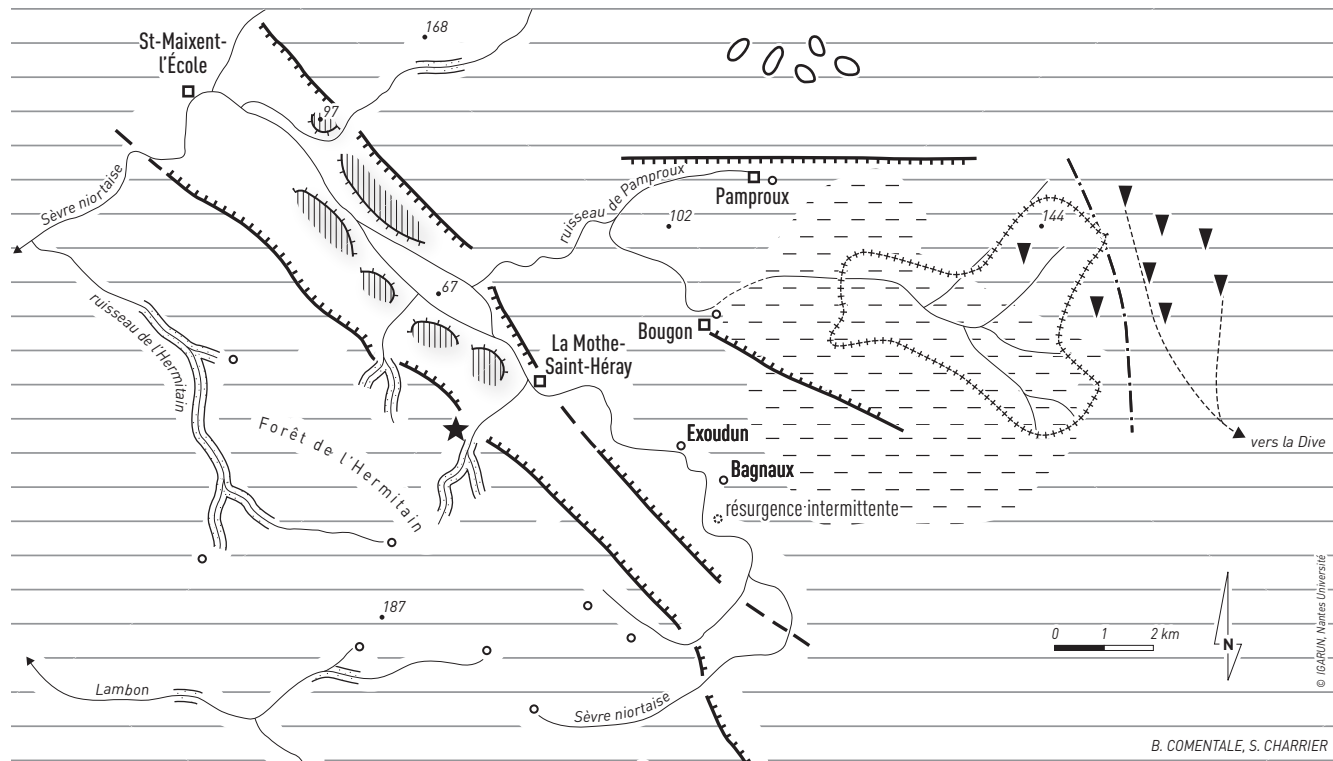 168
St-Maixent-
l'École
97
Sèvre niortaise
ruisseau de Pamproux
Pamproux
102
144
67
ruisseau de l'Hermitain
Bougon
La Mothe-
Saint-Héray
Forêt de l'Hermitain
Exoudun
vers la Dive
Bagnaux
résurgence intermittente
187
0 1 2 km
N
Lambon
Sèvre niortaise
© IGARUN, Nantes Université
B. COMENTALE, S. CHARRIER